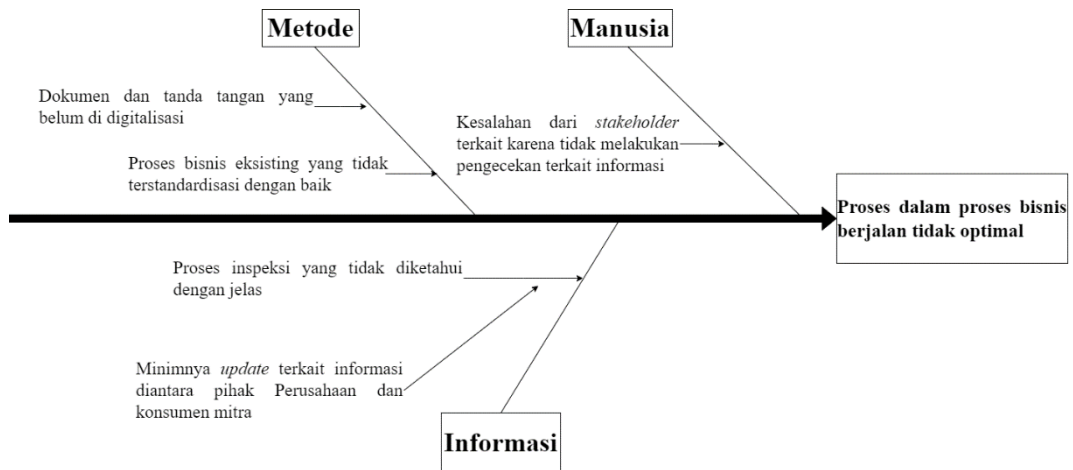 Metode
Manusia
Dokumen dan tanda tangan yang
belum di digitalisasi
Proses bisnis eksisting yang tidak
terstandardisasi dengan baik
Kesalahan dari stakeholder
terkait karena tidak melakukan
pengecekan terkait informasi
Proses dalam proses bisnis
berjalan tidak optimal
Proses inspeksi yang tidak diketahui
dengan jelas
Minimnya update terkait informasi
diantara pihak Perusahaan dan
konsumen mitra
Informasi